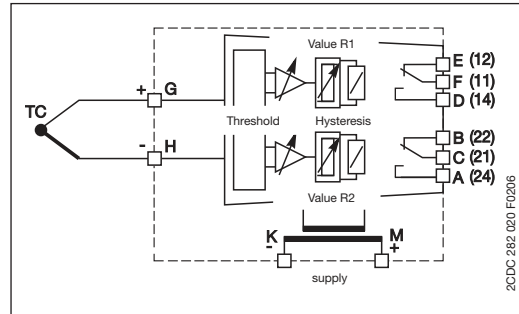 Value R1
E (12)
+ G
F (11)
TC
D (14)
Threshold
Hysteresis
B (22)
- H
C (21)
A (24)
Value R2
K
M
-
+
supply
2CDC 282 020 F0206